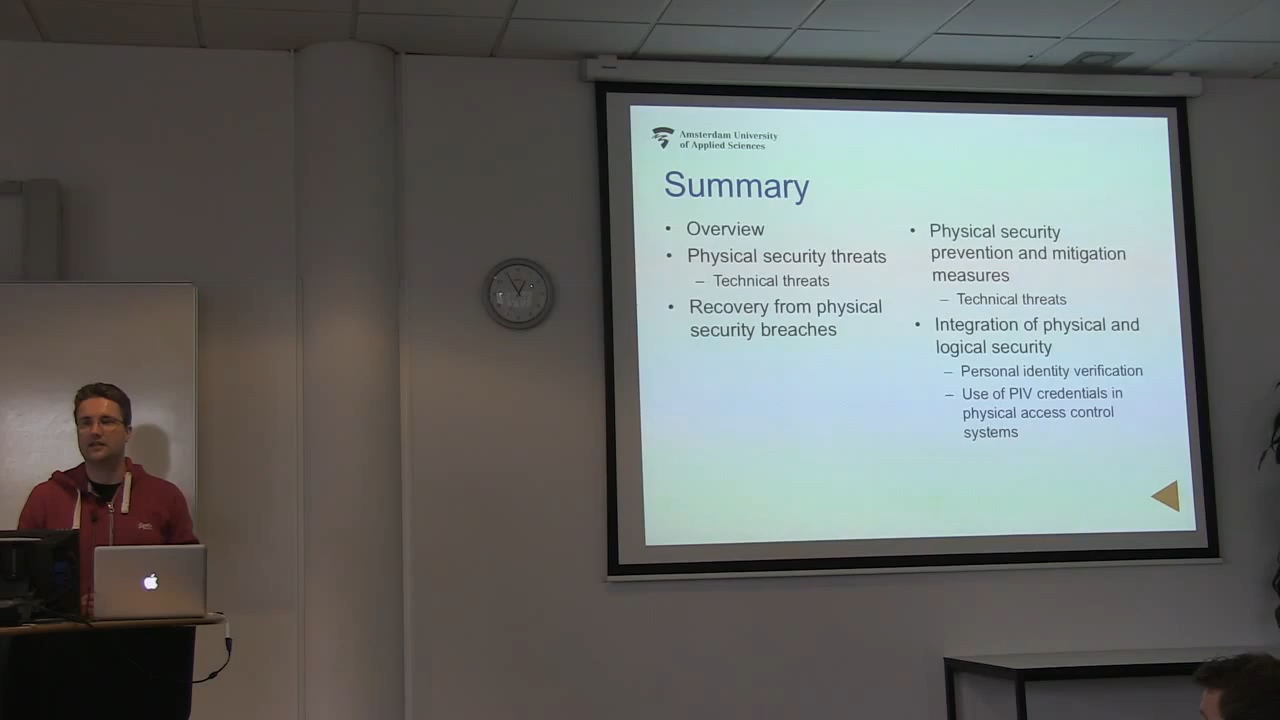 Amsterdam University
of Applied Sciences
Summary
• Overview
• Physical security threats
– Technical threats
• Recovery from physical
security breaches
• Physical security
prevention and mitigation
measures
– Technical threats
• Integration of physical and
logical security
– Personal identity verification
– Use of PIV credentials in
physical access control
systems